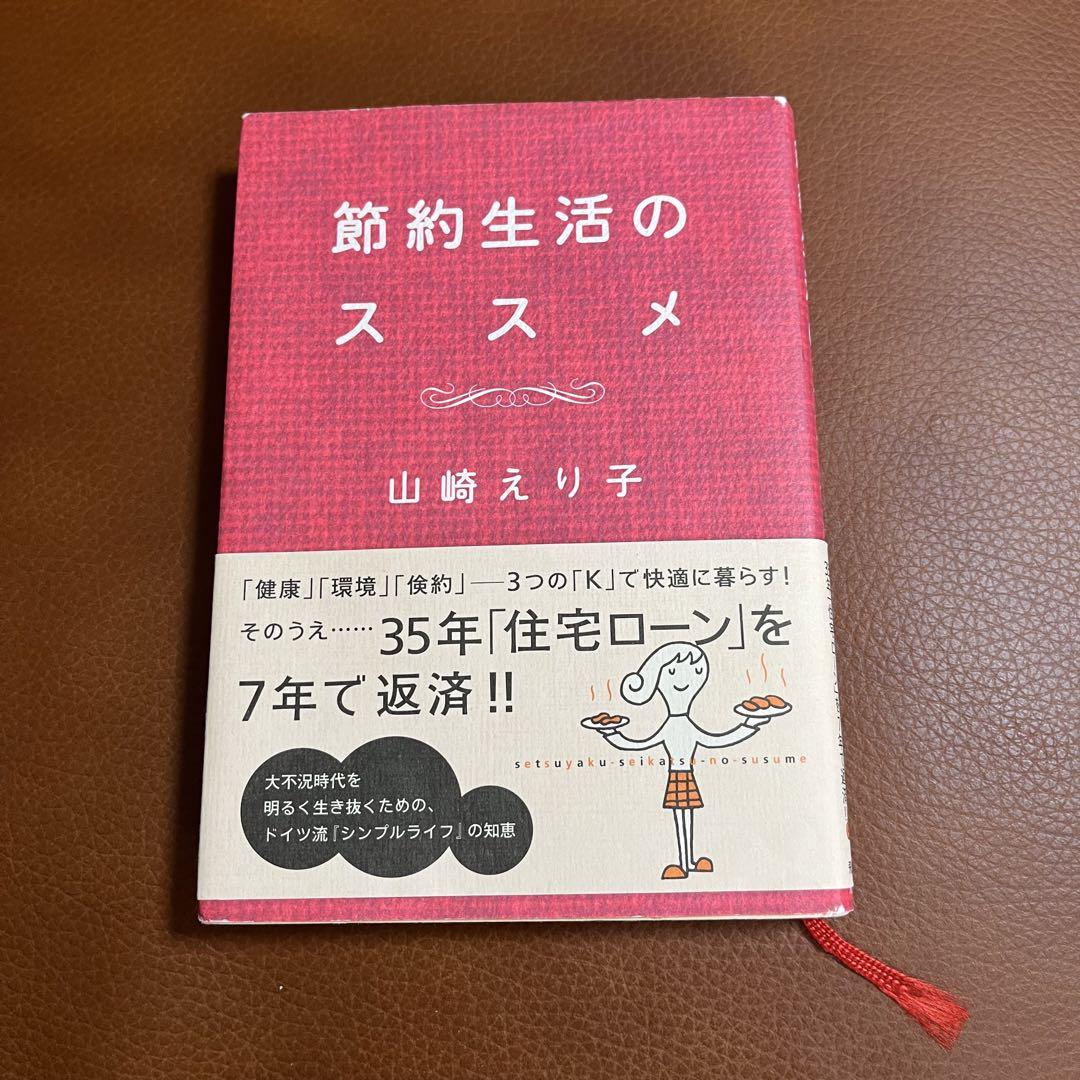 節約生活の
ススメ
山崎えり子
「健康」「環境」「倹約」──3つの「K」で快適に暮らす!
そのうえ……35年「住宅ローン」を
7年で返済!!
setsuyaku-seikatsu-no-susume
大不況時代を
明るく生き抜くための、
ドイツ流『シンプルライフ』の知恵